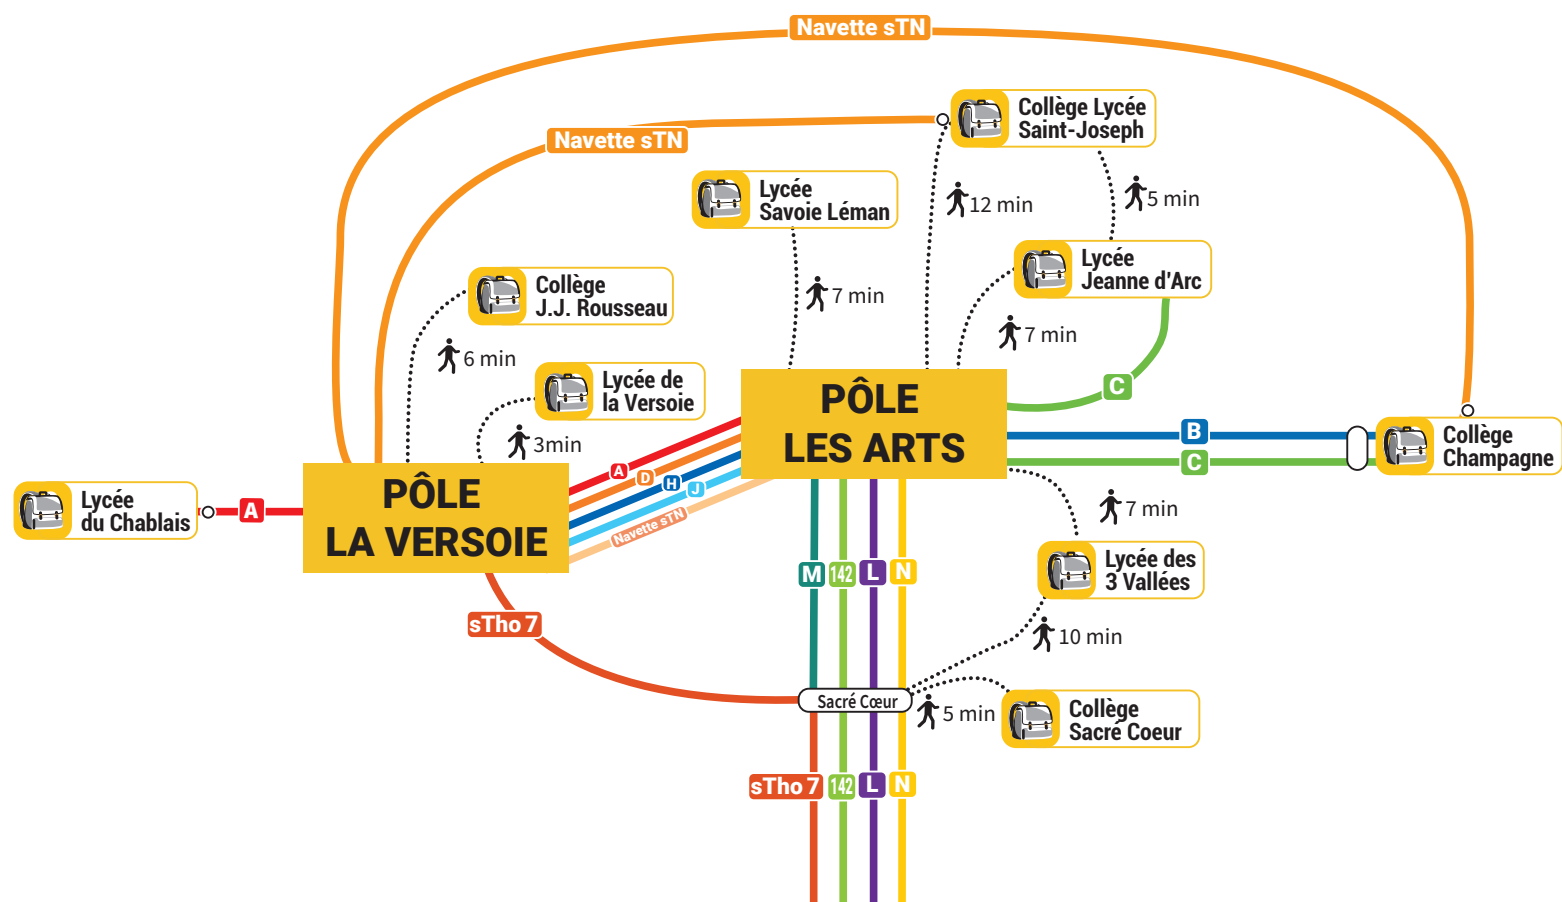 Navette sTN
Navette sTN
Collège Lycée
Saint-Joseph
Lycée
Savoie Léman
12 min
5 min
Lycée
Jeanne d'Arc
Collège
J.J. Rousseau
7 min
7 min
6 min
Lycée de
la Versoie
3min
C
PÔLE
LES ARTS
B
C
Collège
Champagne
A
D
H
J
Navette sTN
Lycée
du Chablais
A
PÔLE
LA VERSOIE
7 min
M
142
L
N
Lycée des
3 Vallées
sTho 7
10 min
Sacré Cœur
5 min
Collège
Sacré Coeur
sTho 7
142
L
N